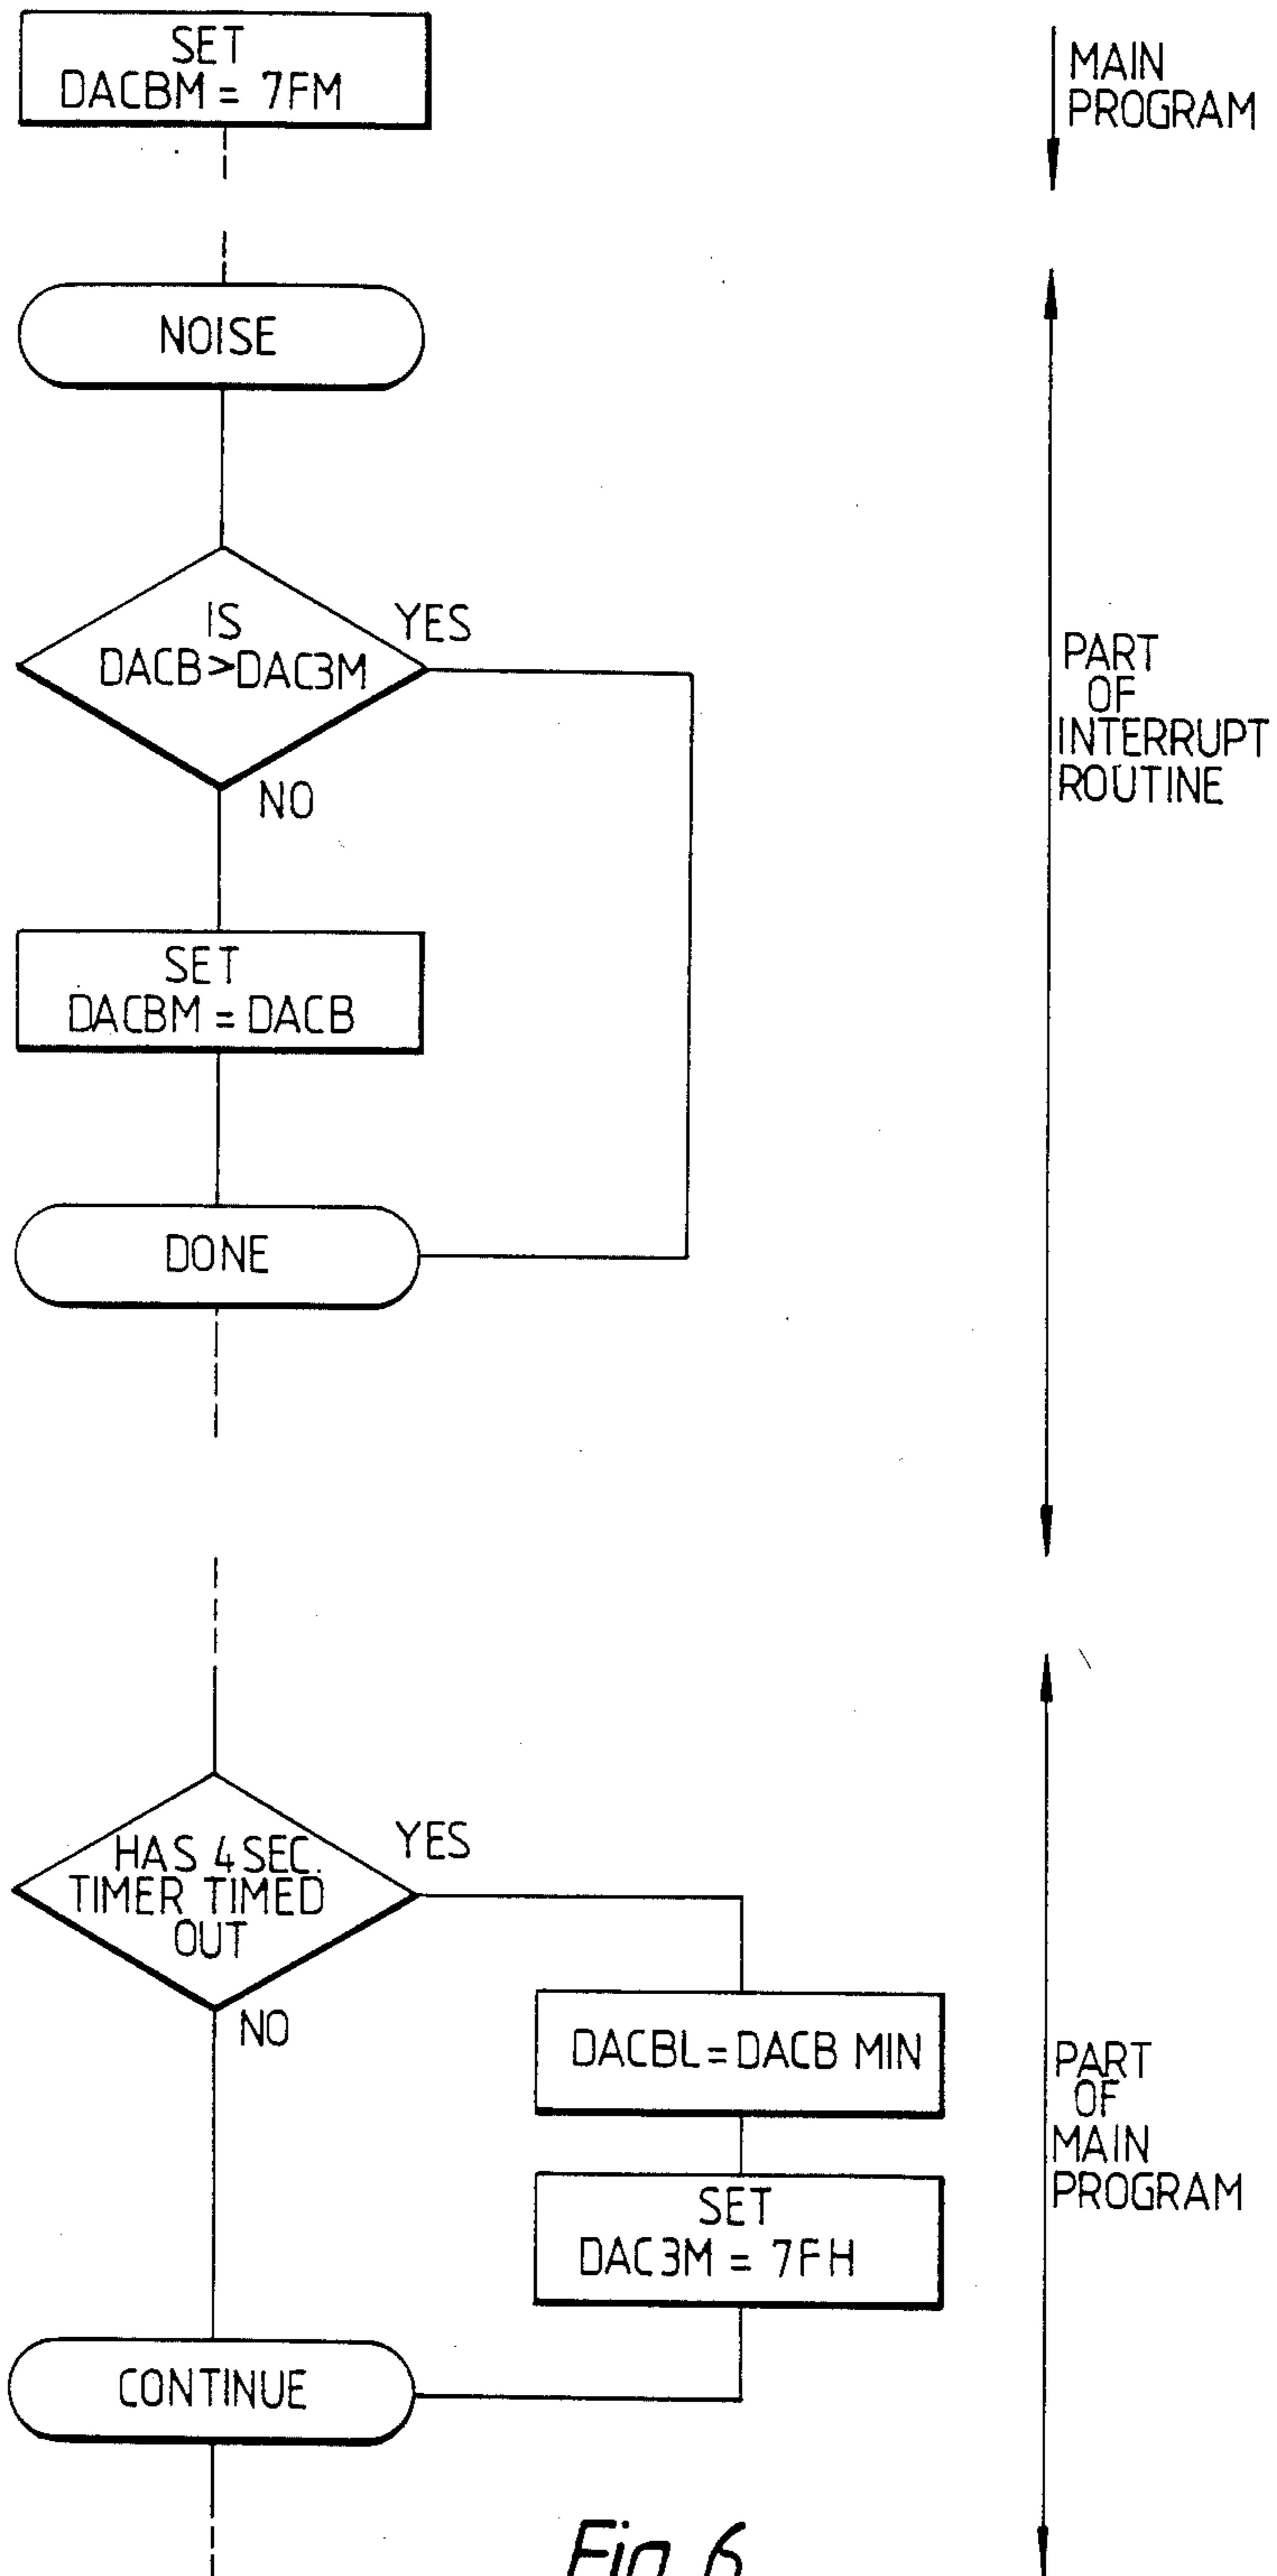 SET
DACBM = 7FM
MAIN
PROGRAM
NOISE
IS
DACB>DAC3M
YES
NO
PART
OF
INTERRUPT
ROUTINE
SET
DACBM = DACB
DONE
HAS 4 SEC.
TIMER TIMED
OUT
YES
NO
DACBL = DACB MIN
SET
DAC3M = 7FH
PART
OF
MAIN
PROGRAM
CONTINUE
Fig. 6